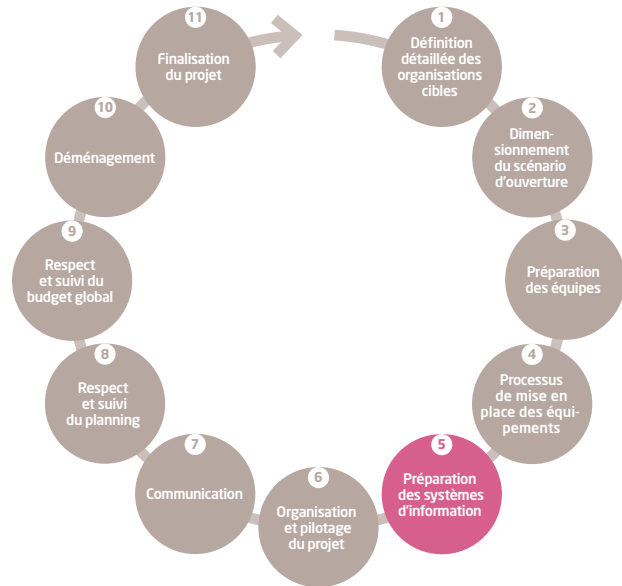 1
Définition
détaillée des
organisations
cibles
2
Dimen-
sionnement
du scénario
d'ouverture
3
Préparation
des équipes
4
Processus
de mise en
place des équi-
pements
5
Préparation
des systèmes
d'information
6
Organisation
et pilotage
du projet
7
Communication
8
Respect
et suivi
du planning
9
Respect
et suivi du
budget global
10
Déménagement
11
Finalisation
du projet